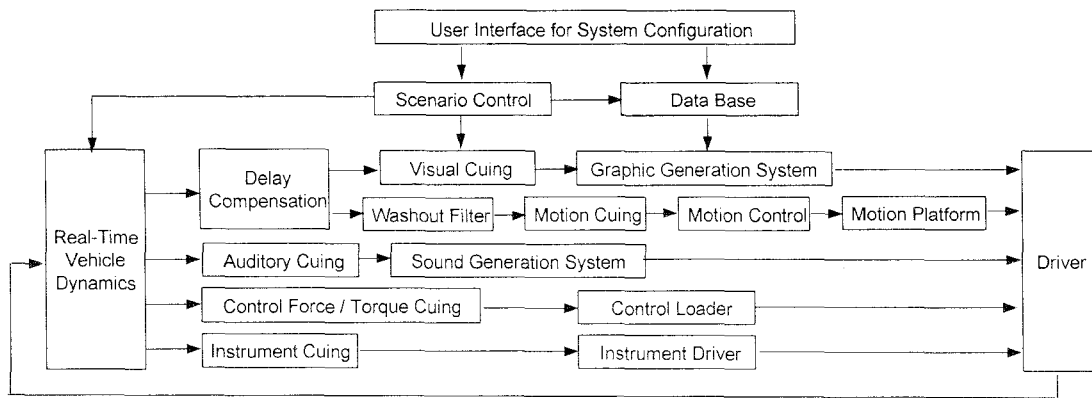 User Interface for System Configuration
Scenario Control
Data Base
Visual Cuing
Graphic Generation System
Delay
Compensation
Washout Filter
Motion Cuing
Motion Control
Motion Platform
Real-Time
Vehicle
Dynamics
Auditory Cuing
Sound Generation System
Driver
Control Force / Torque Cuing
Control Loader
Instrument Cuing
Instrument Driver